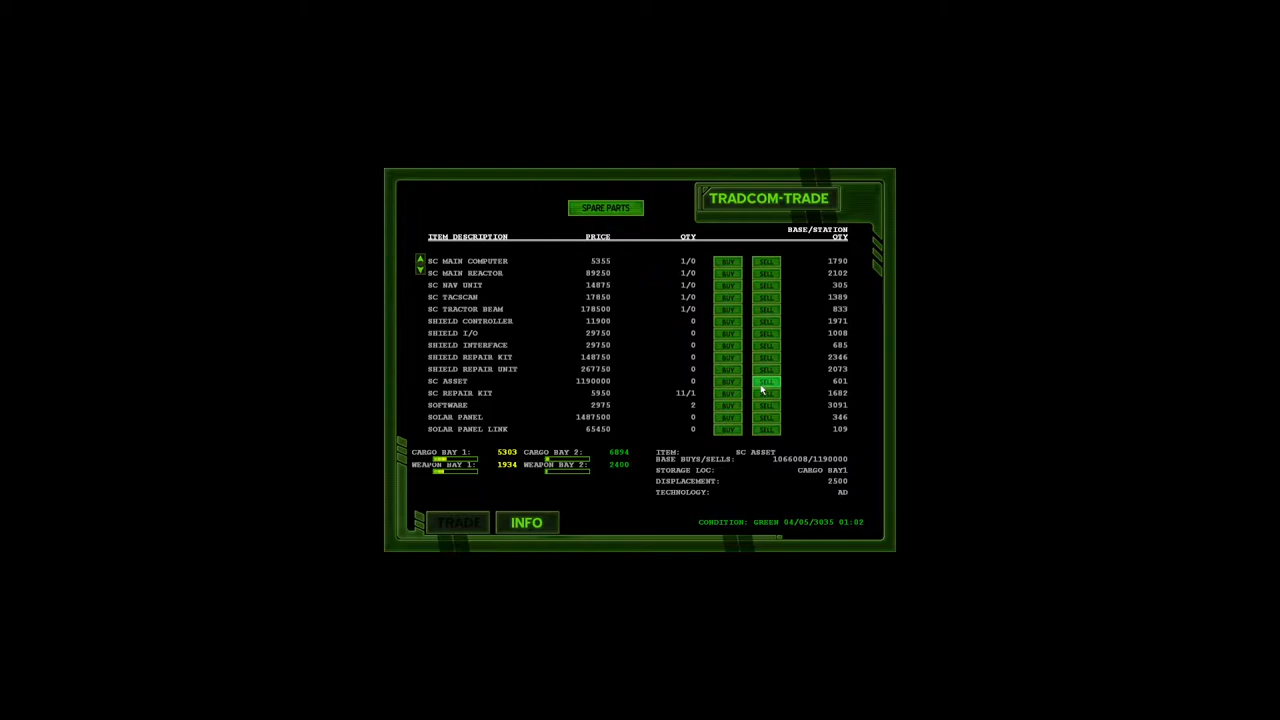 TRADCOM-TRADE
SPARE PARTS
BASE/STATION
ITEM DESCRIPTION PRICE QTY QTY
SC MAIN COMPUTER 5355 1/0 BUY SELL 1790
SC MAIN REACTOR 89250 1/0 BUY SELL 2102
SC NAV UNIT 14875 1/0 BUY SELL 305
SC TACSCAN 17850 1/0 BUY SELL 1389
SC TRACTOR BEAM 178500 1/0 BUY SELL 833
SHIELD CONTROLLER 11900 0 BUY SELL 1971
SHIELD I/O 29750 0 BUY SELL 1008
SHIELD INTERFACE 29750 0 BUY SELL 685
SHIELD REPAIR KIT 148750 0 BUY SELL 2346
SHIELD REPAIR UNIT 267750 0 BUY SELL 2073
SC ASSET 1190000 0 BUY SELL 601
SC REPAIR KIT 5950 11/1 BUY SELL 1682
SOFTWARE 2975 2 BUY SELL 3091
SOLAR PANEL 1487500 0 BUY SELL 346
SOLAR PANEL LINK 65450 0 BUY SELL 109
CARGO BAY 1: 5303 CARGO BAY 2: 6894
WEAPON BAY 1: 1934 WEAPON BAY 2: 2400
ITEM: SC ASSET
BASE BUYS/SELLS: 1066008/1190000
STORAGE LOC: CARGO BAY1
DISPLACEMENT: 2500
TECHNOLOGY: AD
TRADE INFO
CONDITION: GREEN 04/05/3035 01:02